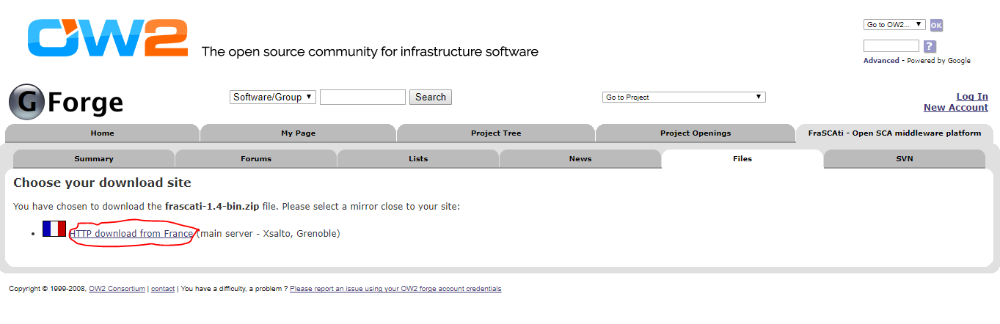 OW2 The open source community for infrastructure software
Go to OW2... OK
?
Advanced - Powered by Google
G Forge
Software/Group Search
Go to Project
Log In
New Account
Home My Page Project Tree Project Openings FraSCAti - Open SCA middleware platform
Summary Forums Lists News Files SVN
Choose your download site
You have chosen to download the frascati-1.4-bin.zip file. Please select a mirror close to your site:
HTTP download from France (main server - Xsalto, Grenoble)
Copyright © 1999-2008, OW2 Consortium | contact | You have a difficulty, a problem ? Please report an issue using your OW2 forge account credentials